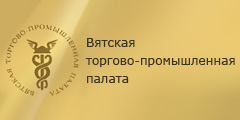 ВЯТСКАЯ ТОРГОВО-ПРОМЫШЛЕННАЯ ПАЛАТА
Вятская
торгово-промышленная
палата